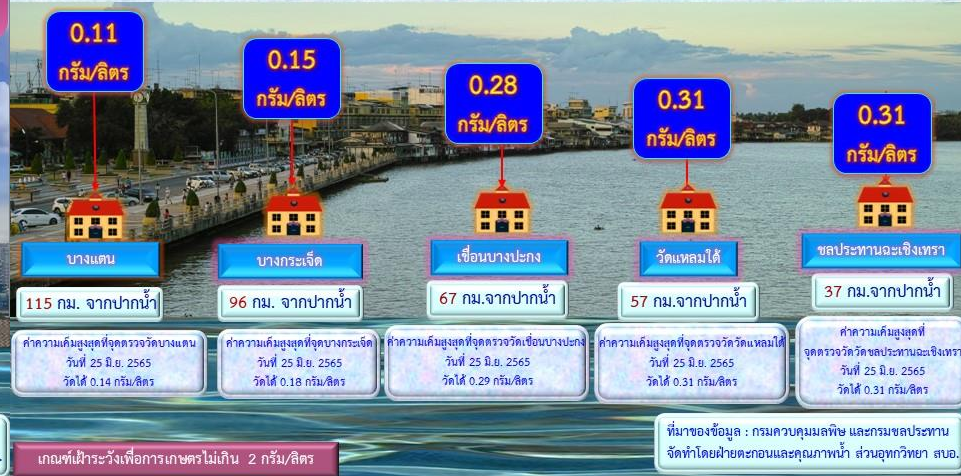 0.11
กรัม/ลิตร
0.15
กรัม/ลิตร
0.28
กรัม/ลิตร
0.31
กรัม/ลิตร
0.31
กรัม/ลิตร
บางแตน
บางกระเจ็ด
เขื่อนบางปะกง
วัดแหลมใต้
ชลประทานฉะเชิงเทรา
115 กม. จากปากน้ำ
96 กม. จากปากน้ำ
67 กม.จากปากน้ำ
57 กม.จากปากน้ำ
37 กม.จากปากน้ำ
ค่าความเค็มสูงสุดที่จุดตรวจวัดบางแตน
วันที่ 25 มิ.ย. 2565
วัดได้ 0.14 กรัม/ลิตร
ค่าความเค็มสูงสุดที่จุดบางกระเจ็ด
วันที่ 25 มิ.ย. 2565
วัดได้ 0.18 กรัม/ลิตร
ค่าความเค็มสูงสุดที่จุดตรวจวัดเขื่อนบางปะกง
วันที่ 25 มิ.ย. 2565
วัดได้ 0.29 กรัม/ลิตร
ค่าความเค็มสูงสุดที่จุดตรวจวัดวัดแหลมใต้
วันที่ 25 มิ.ย. 2565
วัดได้ 0.31 กรัม/ลิตร
ค่าความเค็มสูงสุดที่
จุดตรวจวัดชลประทานฉะเชิงเทรา
วันที่ 25 มิ.ย. 2565
วัดได้ 0.31 กรัม/ลิตร
เกณฑ์เฝ้าระวังเพื่อการเกษตรไม่เกิน 2 กรัม/ลิตร
ที่มาของข้อมูล : กรมควบคุมมลพิษ และกรมชลประทาน
จัดทำโดยฝ่ายตะกอนและคุณภาพน้ำ ส่วนอุทกวิทยา สบอ.